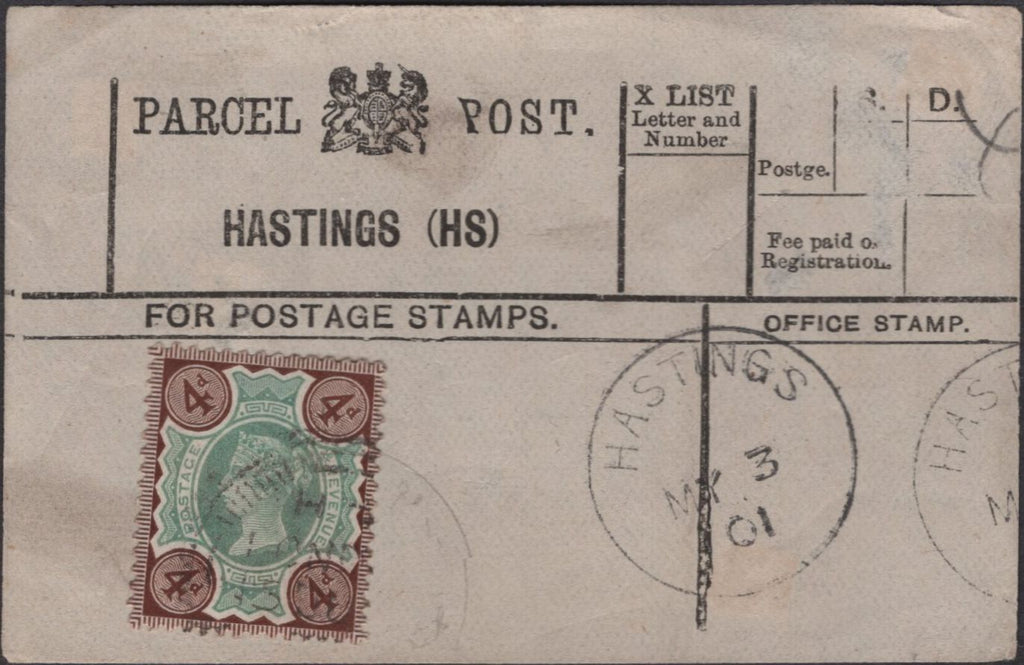 PARCEL POST.
HASTINGS (HS)
X LIST
Letter and
Number
S. D.
Postge.
Fee paid or
Registration.
FOR POSTAGE STAMPS.
OFFICE STAMP.
4d 4d
POSTAGE REVENUE
4d 4d
HASTINGS
MY 3
01
HAST
M